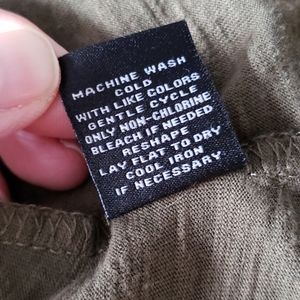 MACHINE WASH
COLD
WITH LIKE COLORS
GENTLE CYCLE
ONLY NON-CHLORINE
BLEACH IF NEEDED
RESHAPE
LAY FLAT TO DRY
COOL IRON
IF NECESSARY